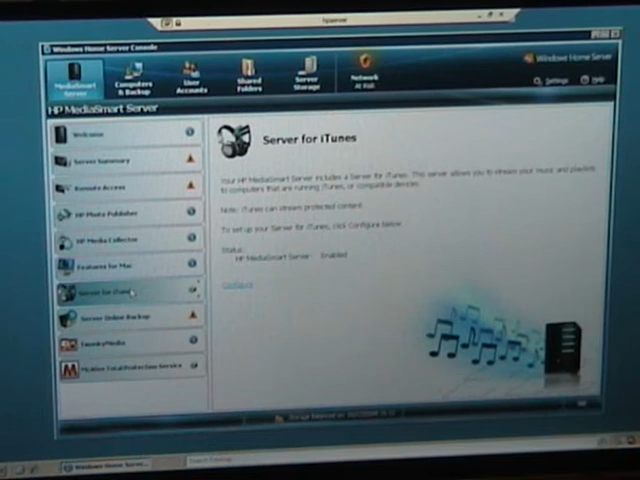 hpserver
Windows Home Server Console
MediaSmart
Server
Computers
& Backup
User
Accounts
Shared
Folders
Server
Storage
Network
At Risk
Windows Home Server
Settings
Help
HP MediaSmart Server
Welcome
Server Summary
Remote Access
HP Photo Publisher
HP Media Collector
Features for Mac
Server for iTunes
Server Online Backup
TwonkyMedia
McAfee Total Protection Service
Server for iTunes
Your HP MediaSmart Server includes a Server for iTunes. This server allows you to stream your music and playlists
to computers that are running iTunes, or compatible devices.
Note: iTunes can stream protected content.
To set up your Server for iTunes, click Configure below.
Status:
HP MediaSmart Server: Enabled
Configure
Windows Home Server...